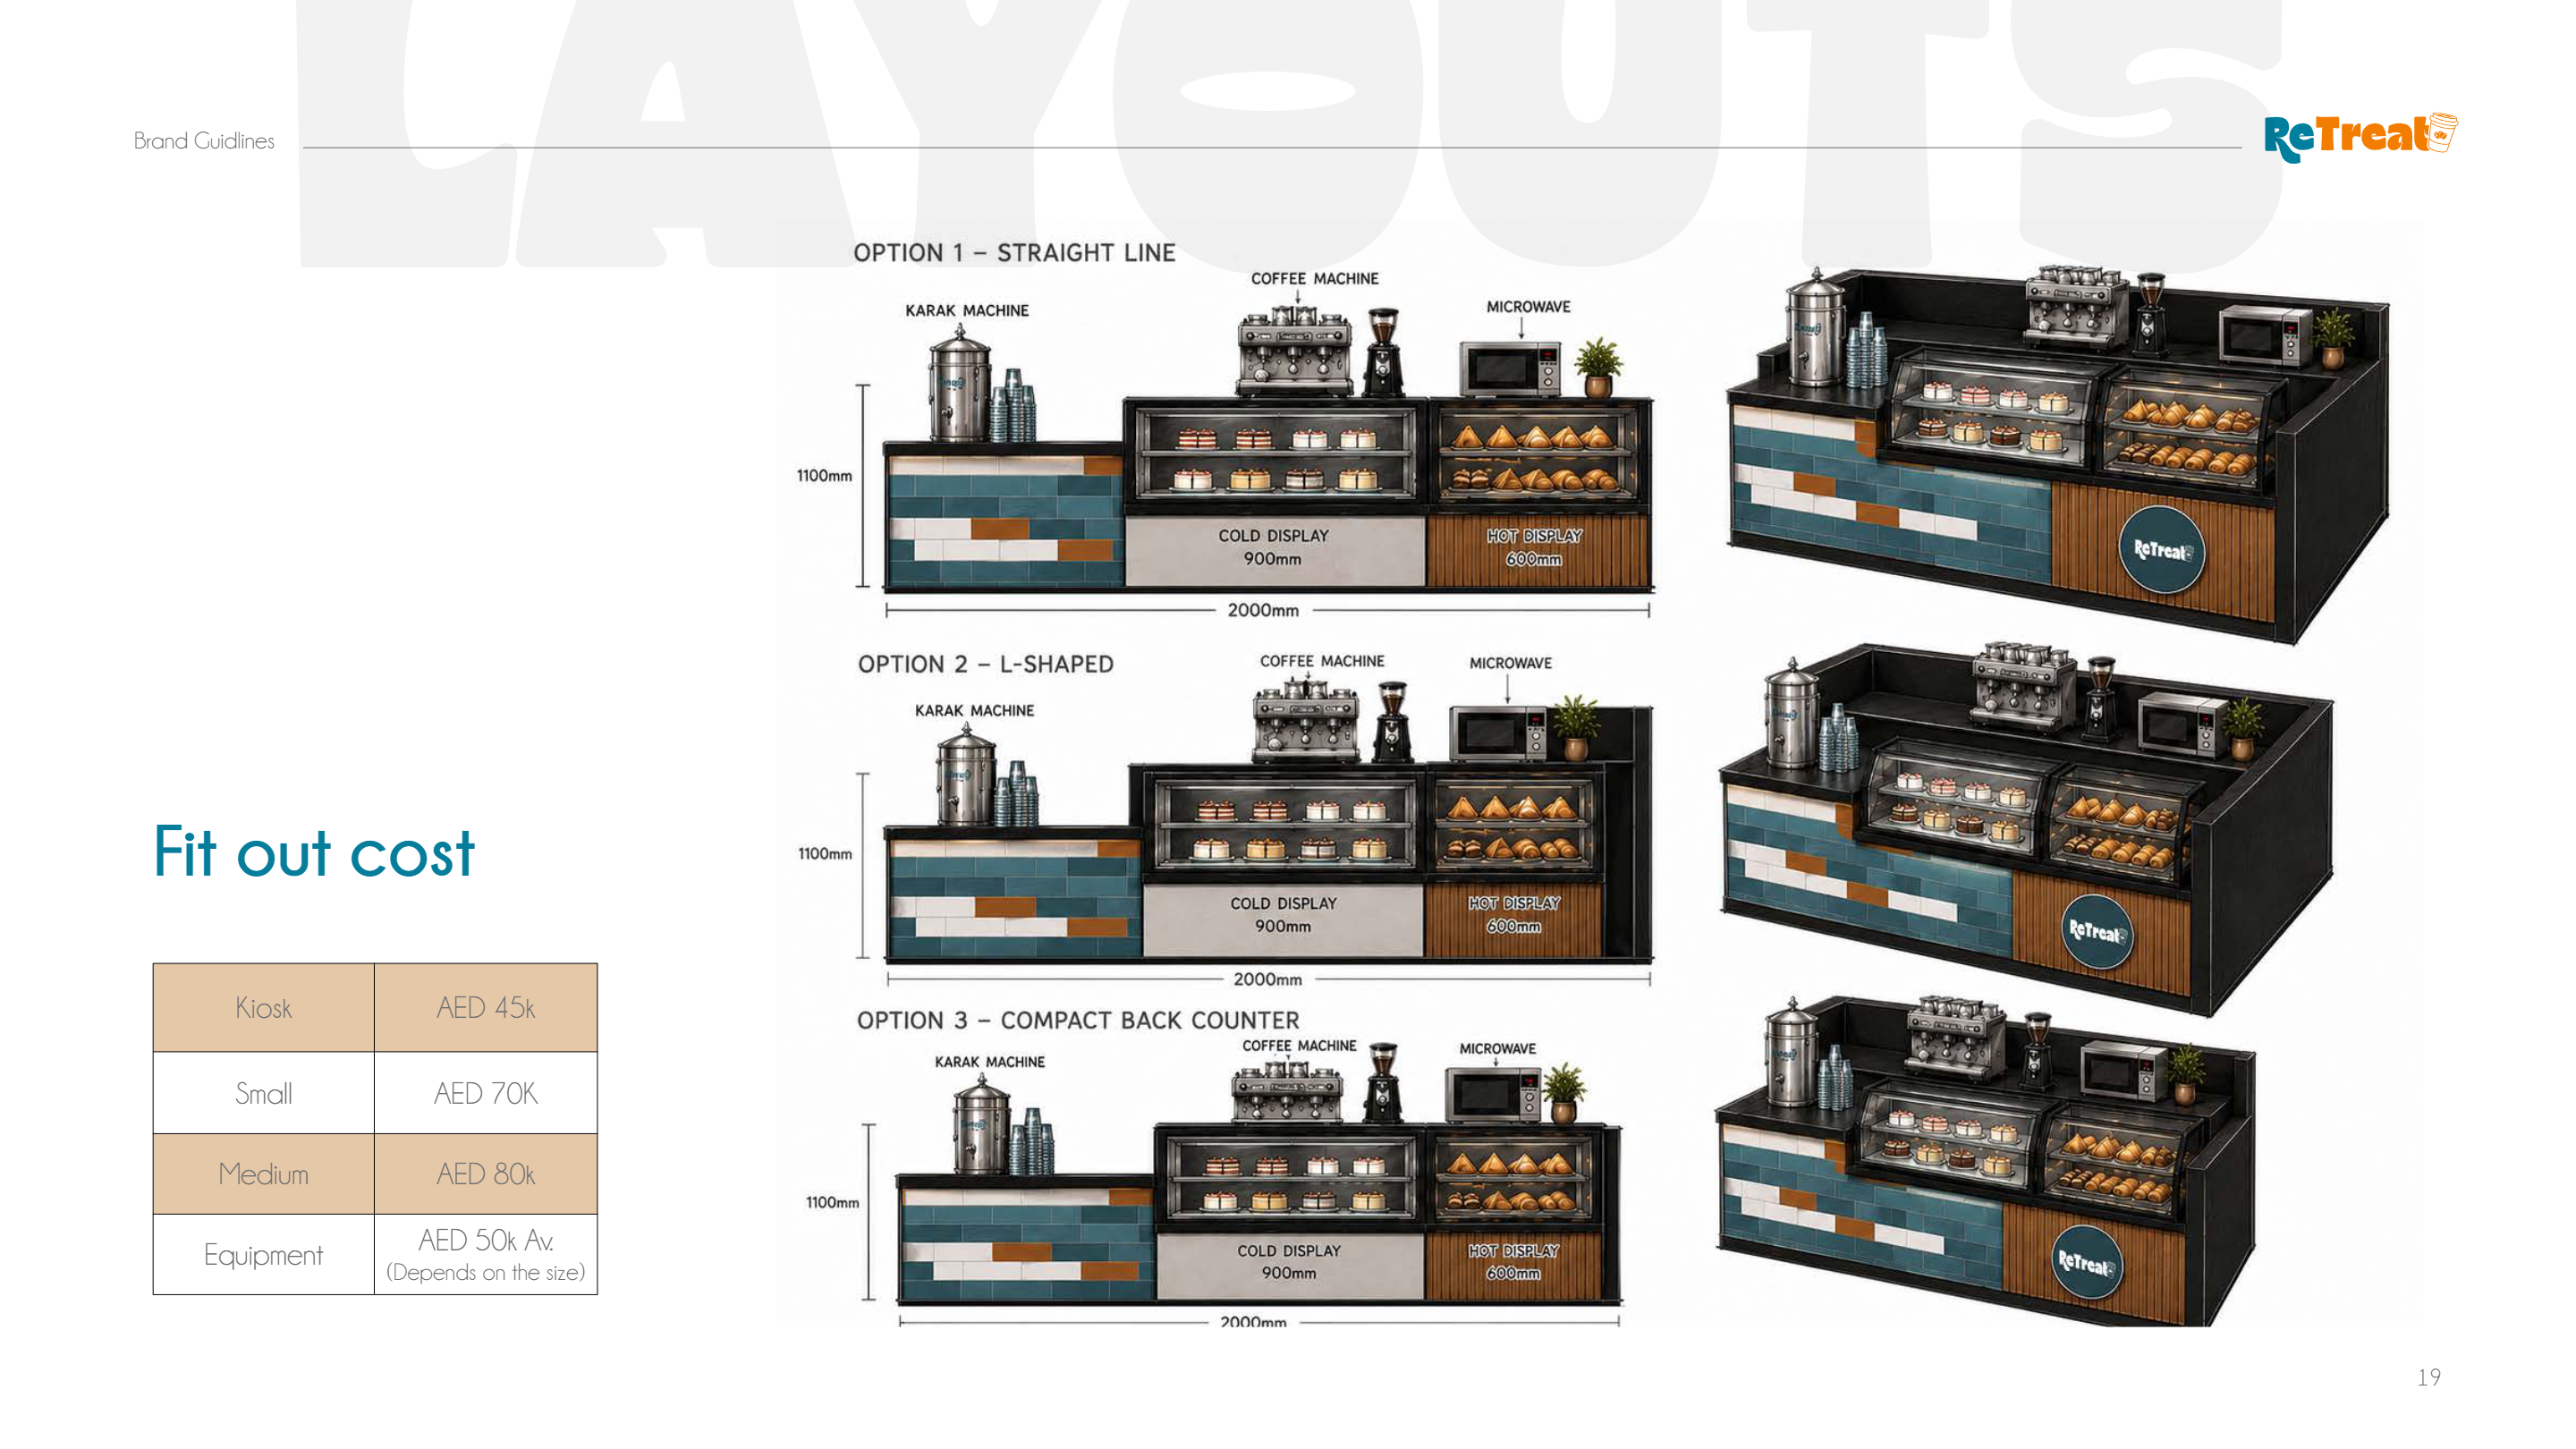 LAYOUTS
Brand Guidlines
ReTreat
Fit out cost
Kiosk AED 45k
Small AED 70K
Medium AED 80k
Equipment AED 50k Av.
(Depends on the size)
OPTION 1 – STRAIGHT LINE
KARAK MACHINE
COFFEE MACHINE
MICROWAVE
1100mm
COLD DISPLAY
900mm
HOT DISPLAY
600mm
2000mm
ReTreat
OPTION 2 – L-SHAPED
KARAK MACHINE
COFFEE MACHINE
MICROWAVE
1100mm
COLD DISPLAY
900mm
HOT DISPLAY
600mm
2000mm
ReTreat
OPTION 3 – COMPACT BACK COUNTER
KARAK MACHINE
COFFEE MACHINE
MICROWAVE
1100mm
COLD DISPLAY
900mm
HOT DISPLAY
600mm
2000mm
ReTreat
19